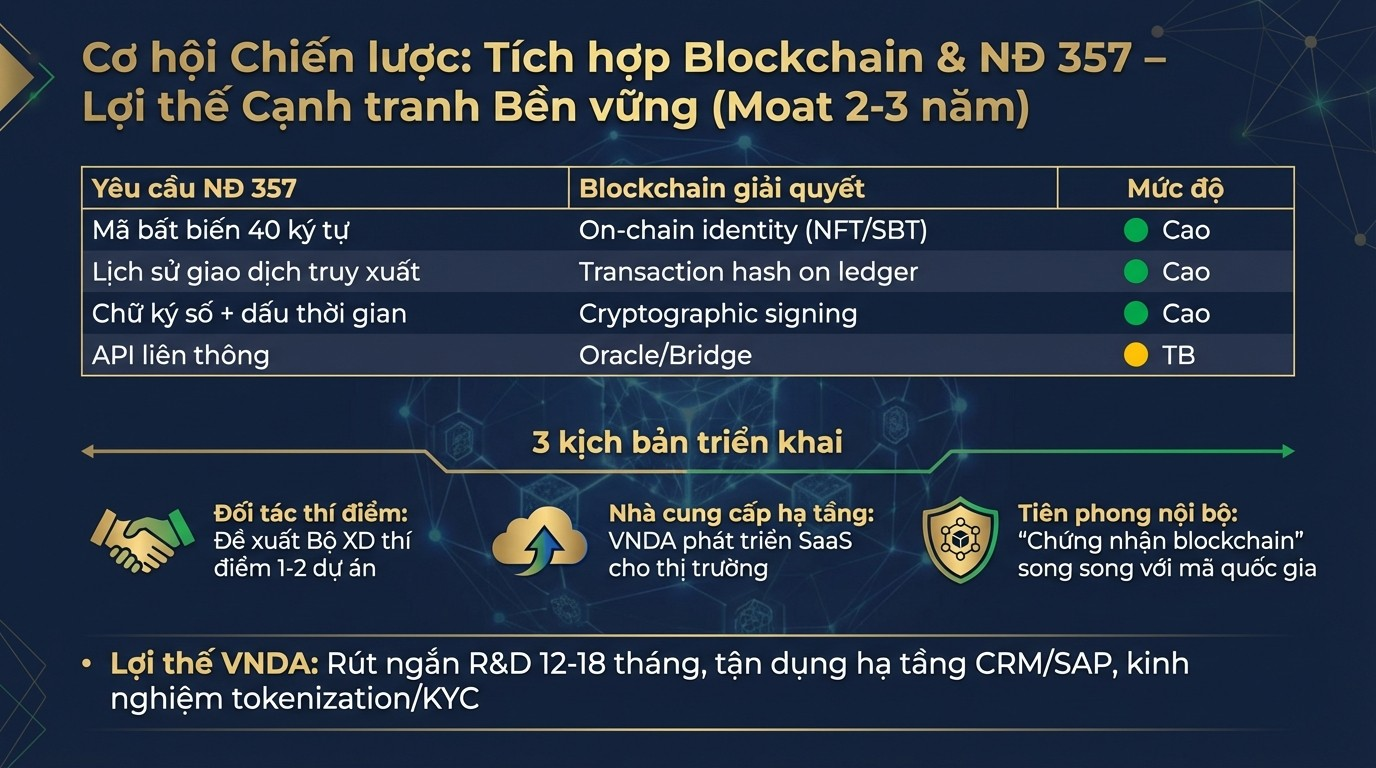 Cơ hội Chiến lược: Tích hợp Blockchain & NĐ 357 –
Lợi thế Cạnh tranh Bền vững (Moat 2-3 năm)
Yêu cầu NĐ 357 Blockchain giải quyết Mức độ
Mã bất biến 40 ký tự On-chain identity (NFT/SBT) Cao
Lịch sử giao dịch truy xuất Transaction hash on ledger Cao
Chữ ký số + dấu thời gian Cryptographic signing Cao
API liên thông Oracle/Bridge TB
3 kịch bản triển khai
Đối tác thí điểm:
Đề xuất Bộ XD thí
điểm 1-2 dự án
Nhà cung cấp hạ tầng:
VNDA phát triển SaaS
cho thị trường
Tiên phong nội bộ:
“Chứng nhận blockchain”
song song với mã quốc gia
• Lợi thế VNDA: Rút ngắn R&D 12-18 tháng, tận dụng hạ tầng CRM/SAP, kinh
nghiệm tokenization/KYC